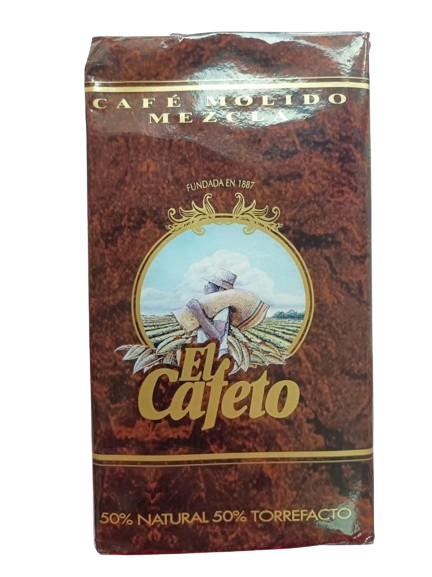 CAFÉ MOLIDO
MEZCLA
FUNDADA EN 1887
El
Cafeto
50% NATURAL 50% TORREFACTO